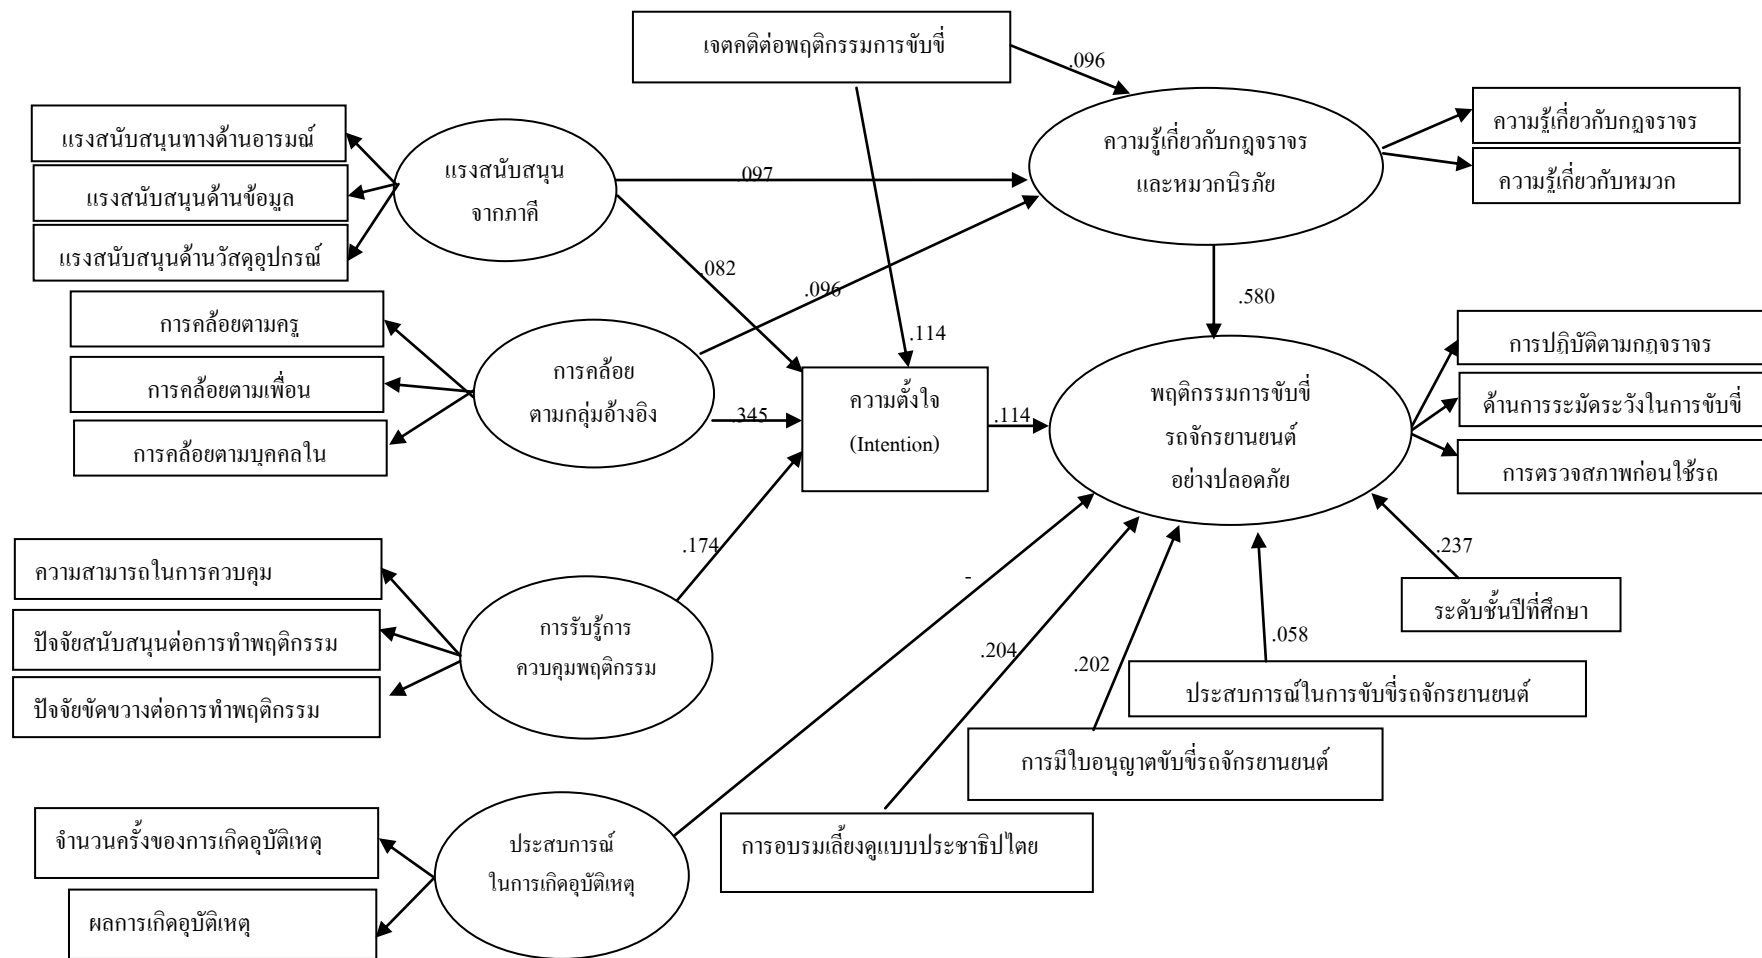 เจตคติต่อพฤติกรรมการขับขี่
.096
แรงสนับสนุนทางด้านอารมณ์
แรงสนับสนุนด้านข้อมูล
แรงสนับสนุนด้านวัสดุอุปกรณ์
แรงสนับสนุน
จากภาคี
.097
ความรู้เกี่ยวกับกฎจราจร
และหมวกนิรภัย
ความรู้เกี่ยวกับกฎจราจร
ความรู้เกี่ยวกับหมวก
.082
.096
.580
.114
การคล้อยตามครู
การคล้อยตามเพื่อน
การคล้อยตามบุคคลใน
การคล้อย
ตามกลุ่มอ้างอิง
.345
ความตั้งใจ
(Intention)
.114
พฤติกรรมการขับขี่
รถจักรยานยนต์
อย่างปลอดภัย
การปฏิบัติตามกฎจราจร
ด้านการระมัดระวังในการขับขี่
การตรวจสภาพก่อนใช้รถ
.174
-
.237
ความสามารถในการควบคุม
ปัจจัยสนับสนุนต่อการทำพฤติกรรม
ปัจจัยขัดขวางต่อการทำพฤติกรรม
การรับรู้การ
ควบคุมพฤติกรรม
ระดับชั้นปีที่ศึกษา
.204
.202
.058
ประสบการณ์ในการขับขี่รถจักรยานยนต์
การมีใบอนุญาตขับขี่รถจักรยานยนต์
การอบรมเลี้ยงดูแบบประชาธิปไตย
จำนวนครั้งของการเกิดอุบัติเหตุ
ผลการเกิดอุบัติเหตุ
ประสบการณ์
ในการเกิดอุบัติเหตุ